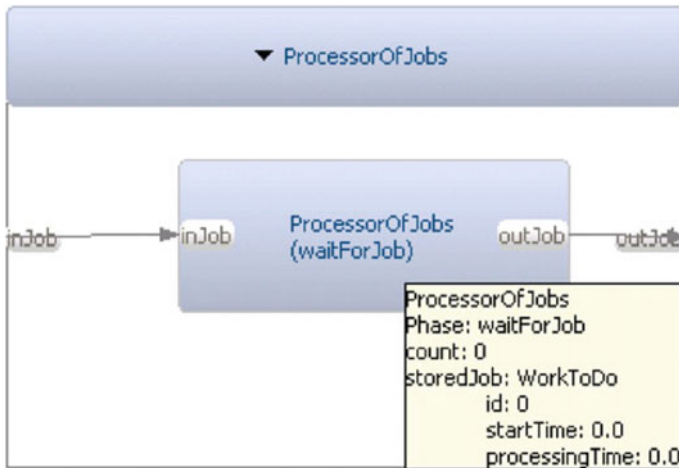 ProcessorOfJobs
inJob
inJob
ProcessorOfJobs
(waitForJob)
outJob
outJob
ProcessorOfJobs
Phase: waitForJob
count: 0
storedJob: WorkToDo
id: 0
startTime: 0.0
processingTime: 0.0